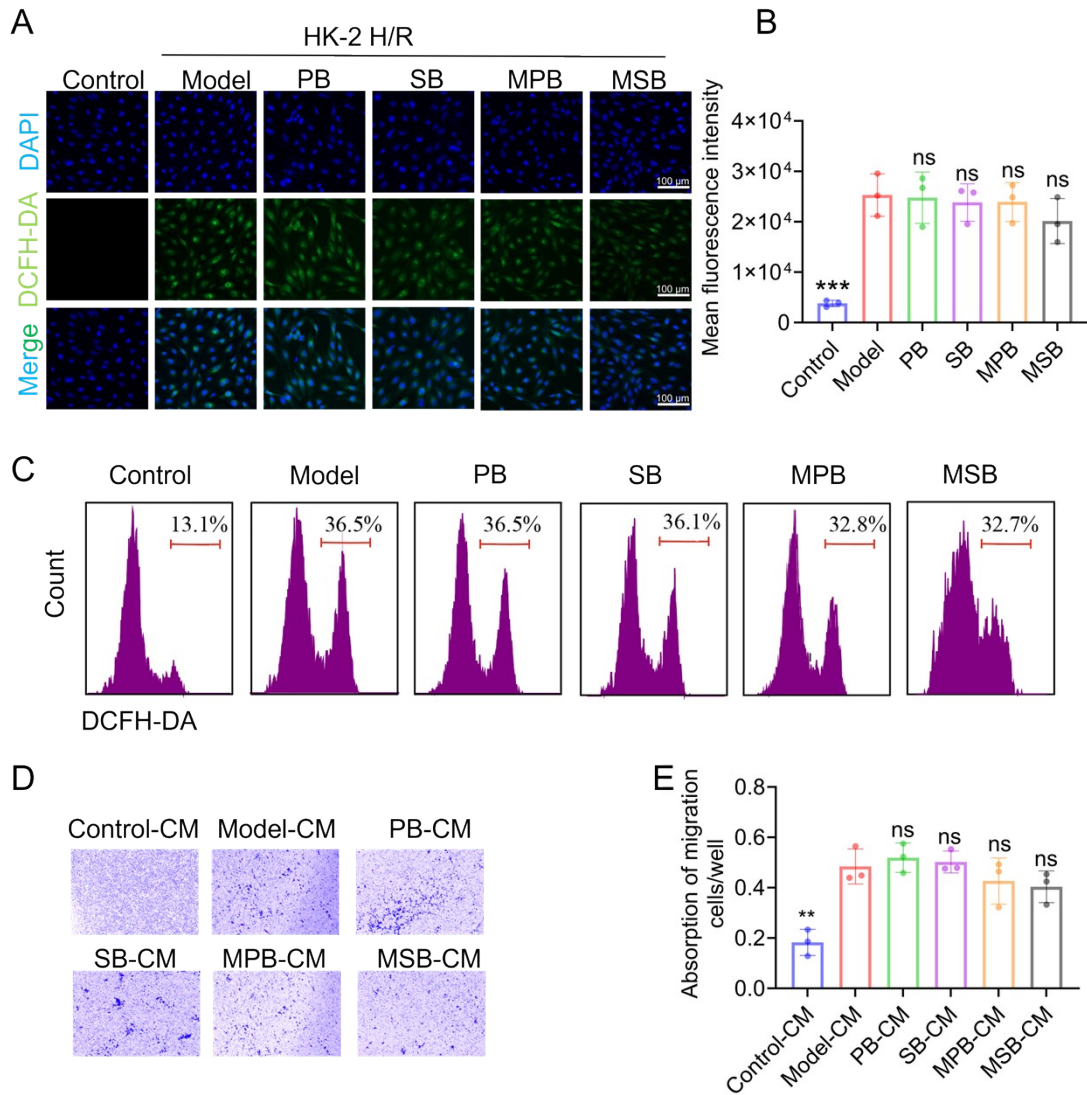 A
HK-2 H/R
Control Model PB SB MPB MSB
DAPI
100 µm
DCFH-DA
100 µm
Merge
100 µm
B
Mean fluorescence intensity
4×10⁴
3×10⁴
2×10⁴
1×10⁴
0
*** ns ns ns ns
Control Model PB SB MPB MSB
C
Control Model PB SB MPB MSB
13.1% 36.5% 36.5% 36.1% 32.8% 32.7%
Count
DCFH-DA
D
Control-CM Model-CM PB-CM
SB-CM MPB-CM MSB-CM
E
Absorption of migration
cells/well
0.8
0.6
0.4
0.2
0.0
** ns ns ns ns
Control-CM Model-CM PB-CM SB-CM MPB-CM MSB-CM